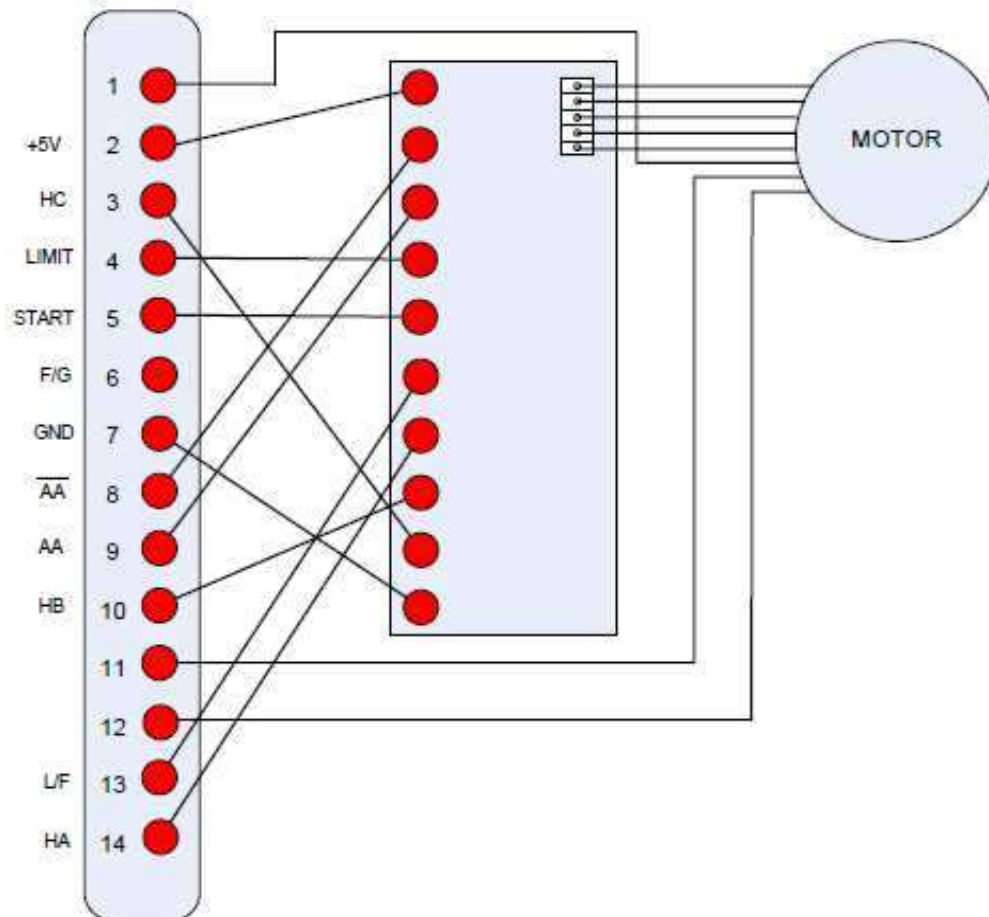 1
+5V 2
HC 3
LIMIT 4
START 5
F/G 6
GND 7
A̅A̅ 8
AA 9
HB 10
11
12
L/F 13
HA 14
MOTOR